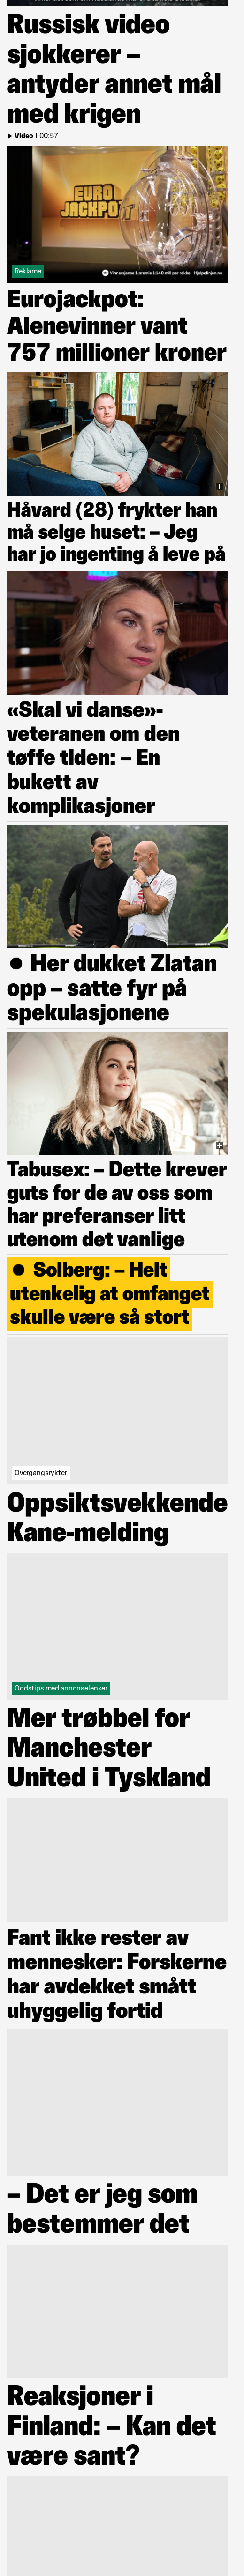 Russisk video
sjokkerer –
antyder annet mål
med krigen
Video | 00:57
EURO
JACKPOT
Reklame
Vinnersjanse 1. premie 1:140 mill per rekke - Hjelpelinjen.no
Eurojackpot:
Alenevinner vant
757 millioner kroner
Håvard (28) frykter han
må selge huset: – Jeg
har jo ingenting å leve på
«Skal vi danse»-
veteranen om den
tøffe tiden: – En
bukett av
komplikasjoner
Her dukket Zlatan
opp – satte fyr på
spekulasjonene
Tabusex: – Dette krever
guts for de av oss som
har preferanser litt
utenom det vanlige
Solberg: – Helt
utenkelig at omfanget
skulle være så stort
Overgangsrykter
Oppsiktsvekkende
Kane-melding
Oddstips med annonselenker
Mer trøbbel for
Manchester
United i Tyskland
Fant ikke rester av
mennesker: Forskerne
har avdekket smått
uhyggelig fortid
– Det er jeg som
bestemmer det
Reaksjoner i
Finland: – Kan det
være sant?